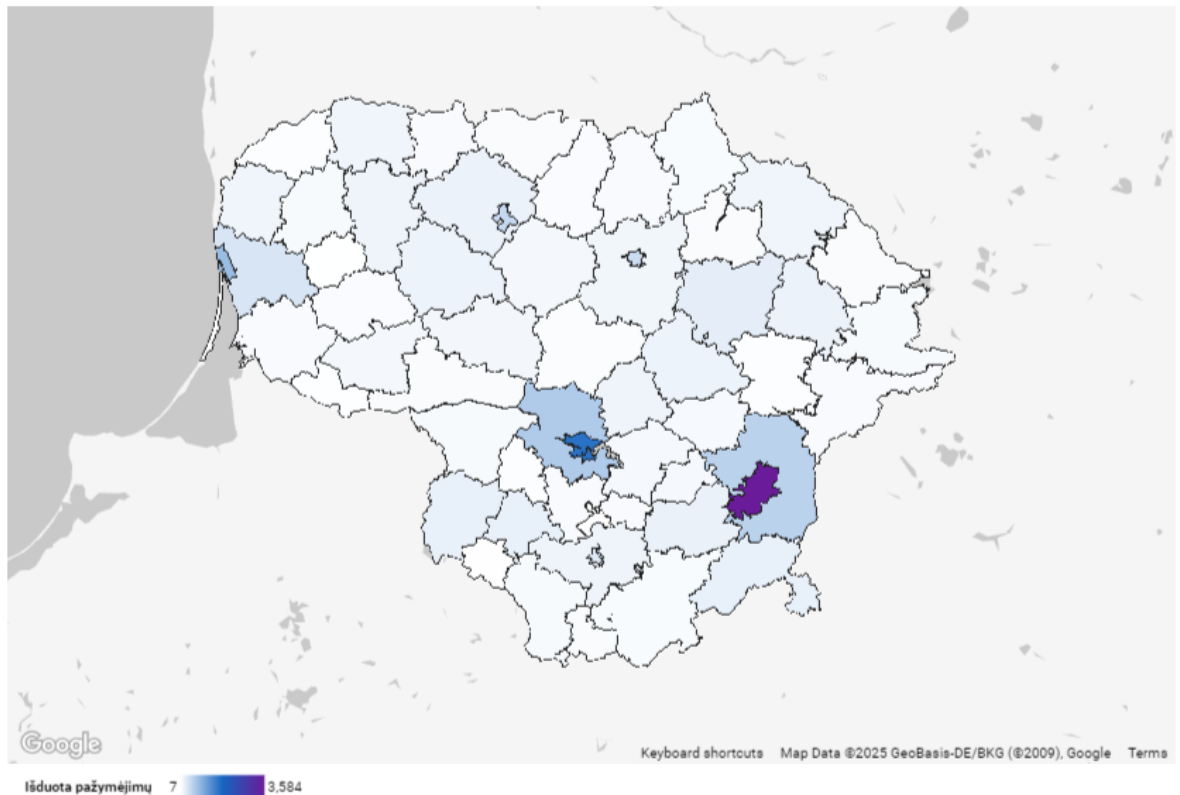 Google
Keyboard shortcuts Map Data ©2025 GeoBasis-DE/BKG (©2009), Google Terms
Išduota pažymėjimų 7 3,584